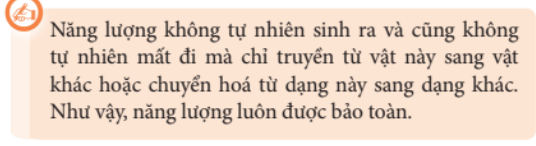 Năng lượng không tự nhiên sinh ra và cũng không
tự nhiên mất đi mà chỉ truyền từ vật này sang vật
khác hoặc chuyển hoá từ dạng này sang dạng khác.
Như vậy, năng lượng luôn được bảo toàn.